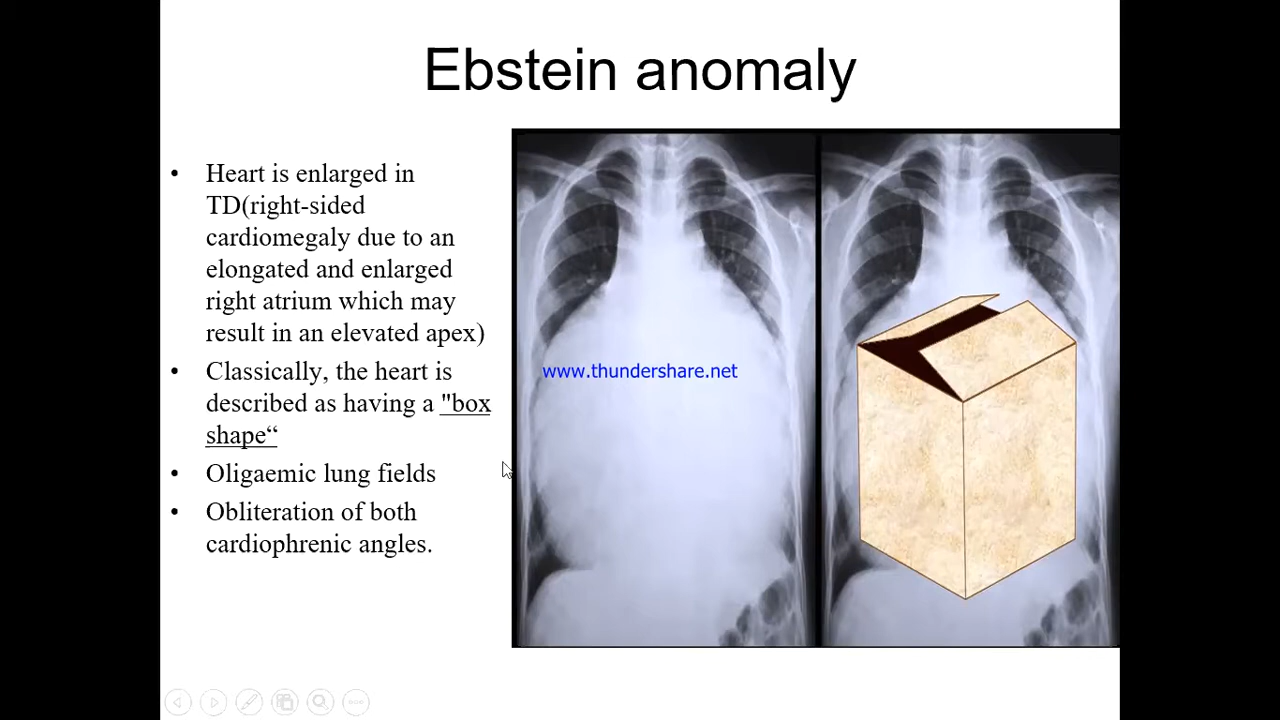 Ebstein anomaly
• Heart is enlarged in
TD(right-sided
cardiomegaly due to an
elongated and enlarged
right atrium which may
result in an elevated apex)
• Classically, the heart is
described as having a "box
shape“
• Oligaemic lung fields
• Obliteration of both
cardiophrenic angles.
www.thundershare.net